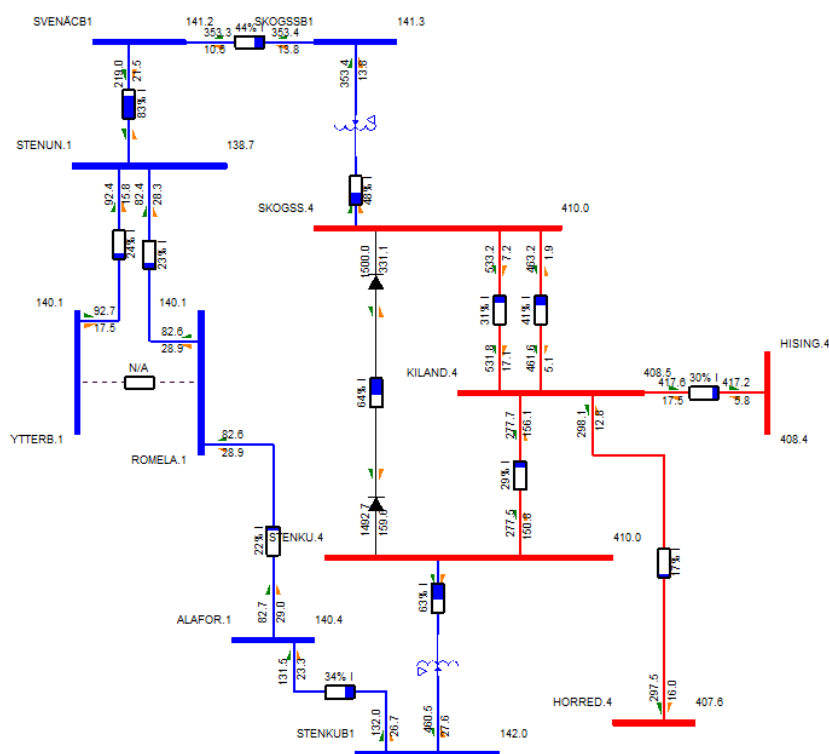 SVENÄCB1
141.2
353.3
44% I
353.4
SKOGSSB1
141.3
10.6
13.8
219.0
21.5
83% I
353.4
13.8
STENUN.1
138.7
48% I
SKOGSS.4
410.0
92.4
15.8
82.4
28.3
24% I
23% I
140.1
92.7
17.5
140.1
82.6
28.9
N/A
YTTERB.1
ROMELA.1
82.6
28.9
1500.0
331.1
64% I
1492.7
159.6
533.2
7.2
463.2
1.9
31% I
41% I
531.8
17.1
461.6
5.1
KILAND.4
408.5
417.6
30% I
417.2
17.5
5.8
HISING.4
408.4
277.7
156.1
298.1
12.8
29% I
277.5
150.6
22% I
STENKU.4
410.0
17% I
82.7
29.0
63% I
ALAFOR.1
140.4
131.5
23.3
34% I
132.0
26.7
460.5
27.6
297.5
16.0
HORRED.4
407.6
STENKUB1
142.0